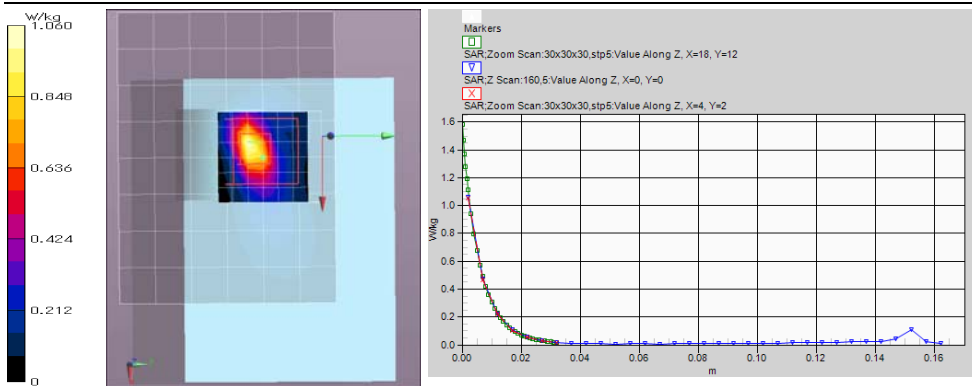 W/kg
1.060
0.848
0.636
0.424
0.212
0
Markers
SAR;Zoom Scan:30x30x30,stp5:Value Along Z, X=18, Y=12
SAR;Z Scan:160,5:Value Along Z, X=0, Y=0
SAR;Zoom Scan:30x30x30,stp5:Value Along Z, X=4, Y=2
1.6
1.4
1.2
1.0
W/kg
0.8
0.6
0.4
0.2
0.0
0.00 0.02 0.04 0.06 0.08 0.10 0.12 0.14 0.16
m